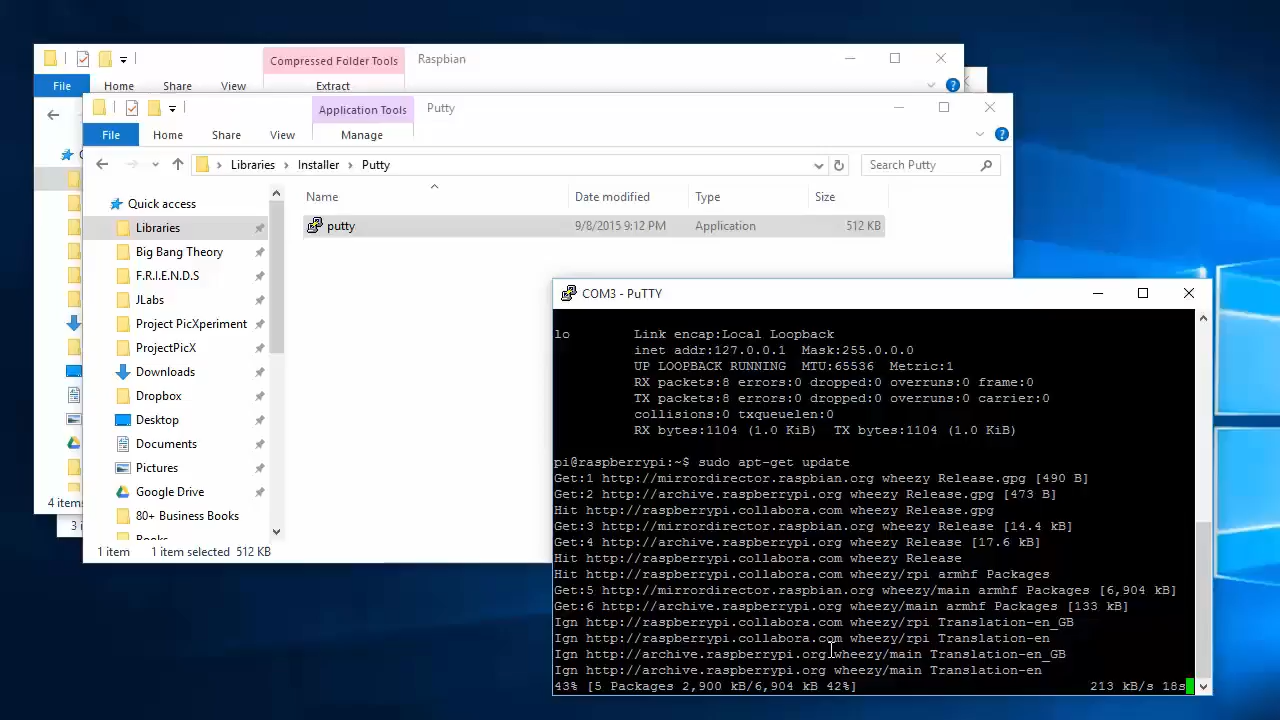 Compressed Folder Tools
Raspbian
File
Home
Share
View
Extract
Application Tools
Putty
File
Home
Share
View
Manage
Libraries
Installer
Putty
Search Putty
Name
Date modified
Type
Size
putty
9/8/2015 9:12 PM
Application
512 KB
Quick access
Libraries
Big Bang Theory
F.R.I.E.N.D.S
JLabs
Project PicXperiment
ProjectPicX
Downloads
Dropbox
Desktop
Documents
Pictures
Google Drive
80+ Business Books
4 items
1 item
1 item selected 512 KB
COM3 - PuTTY
lo Link encap:Local Loopback
inet addr:127.0.0.1 Mask:255.0.0.0
UP LOOPBACK RUNNING MTU:65536 Metric:1
RX packets:8 errors:0 dropped:0 overruns:0 frame:0
TX packets:8 errors:0 dropped:0 overruns:0 carrier:0
collisions:0 txqueuelen:0
RX bytes:1104 (1.0 KiB) TX bytes:1104 (1.0 KiB)
pi@raspberrypi:~$ sudo apt-get update
Get:1 http://mirrordirector.raspbian.org wheezy Release.gpg [490 B]
Get:2 http://archive.raspberrypi.org wheezy Release.gpg [473 B]
Hit http://raspberrypi.collabora.com wheezy Release.gpg
Get:3 http://mirrordirector.raspbian.org wheezy Release [14.4 kB]
Get:4 http://archive.raspberrypi.org wheezy Release [17.6 kB]
Hit http://raspberrypi.collabora.com wheezy Release
Hit http://raspberrypi.collabora.com wheezy/rpi armhf Packages
Get:5 http://mirrordirector.raspbian.org wheezy/main armhf Packages [6,904 kB]
Get:6 http://archive.raspberrypi.org wheezy/main armhf Packages [133 kB]
Ign http://raspberrypi.collabora.com wheezy/rpi Translation-en_GB
Ign http://raspberrypi.collabora.com wheezy/rpi Translation-en
Ign http://archive.raspberrypi.org wheezy/main Translation-en_GB
Ign http://archive.raspberrypi.org wheezy/main Translation-en
43% [5 Packages 2,900 kB/6,904 kB 42%] 213 kB/s 18s